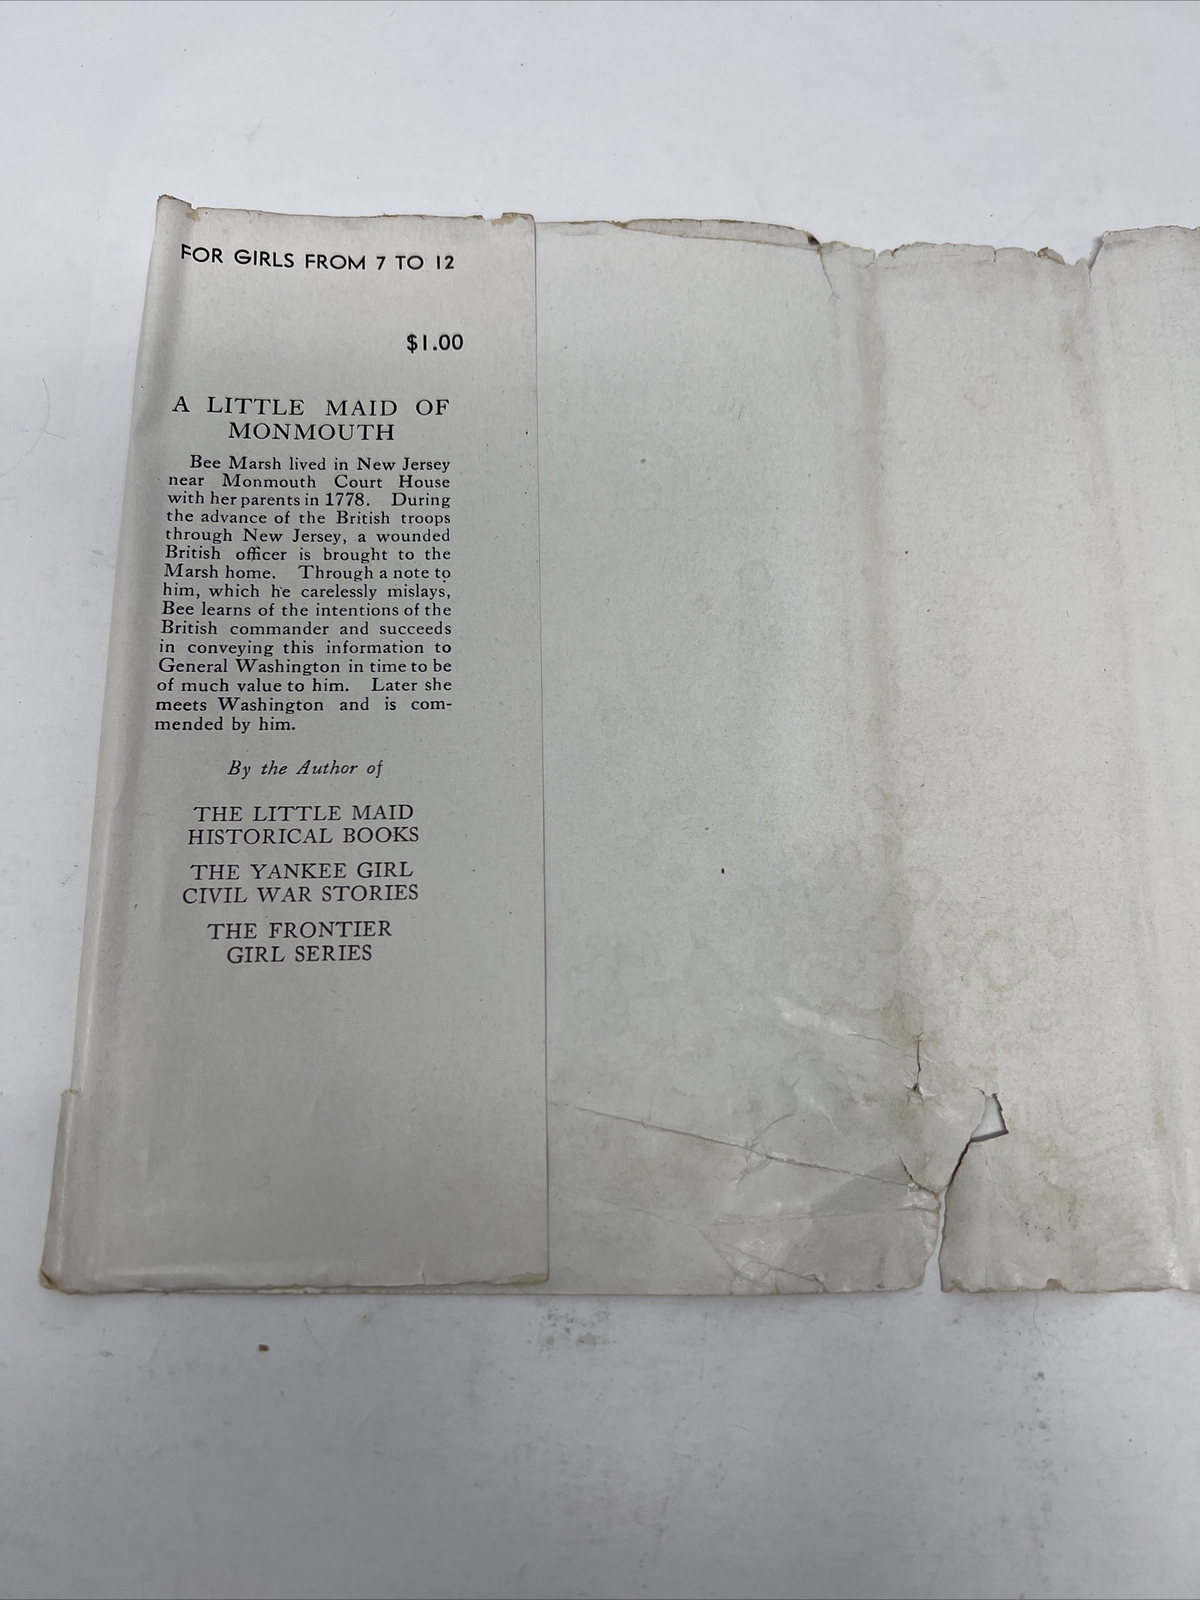 FOR GIRLS FROM 7 TO 12
$1.00
A LITTLE MAID OF
MONMOUTH
Bee Marsh lived in New Jersey
near Monmouth Court House
with her parents in 1778. During
the advance of the British troops
through New Jersey, a wounded
British officer is brought to the
Marsh home. Through a note to
him, which he carelessly mislays,
Bee learns of the intentions of the
British commander and succeeds
in conveying this information to
General Washington in time to be
of much value to him. Later she
meets Washington and is com-
mended by him.
By the Author of
THE LITTLE MAID
HISTORICAL BOOKS
THE YANKEE GIRL
CIVIL WAR STORIES
THE FRONTIER
GIRL SERIES